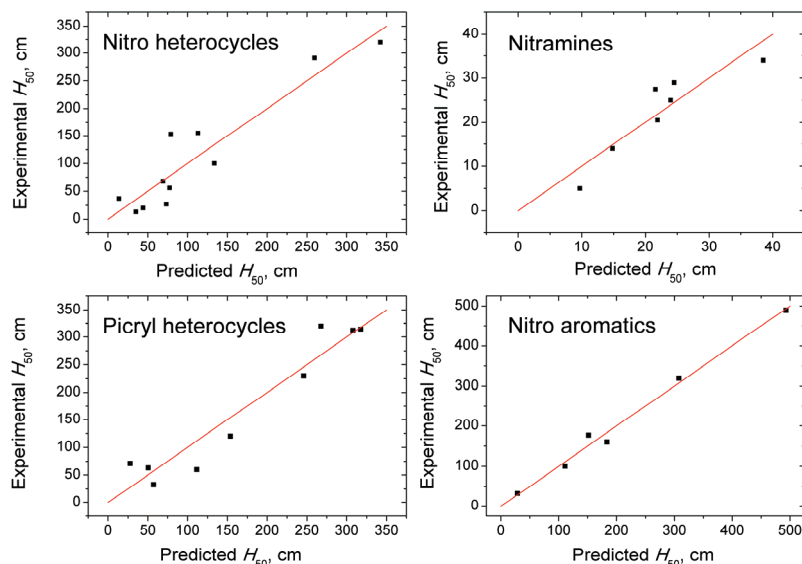 Nitro heterocycles
Experimental H50, cm
350
300
250
200
150
100
50
0
0 50 100 150 200 250 300 350
Predicted H50, cm
Nitramines
Experimental H50, cm
40
30
20
10
0
0 10 20 30 40
Predicted H50, cm
Picryl heterocycles
Experimental H50, cm
350
300
250
200
150
100
50
0
0 50 100 150 200 250 300 350
Predicted H50, cm
Nitro aromatics
Experimental H50, cm
500
400
300
200
100
0
0 100 200 300 400 500
Predicted H50, cm